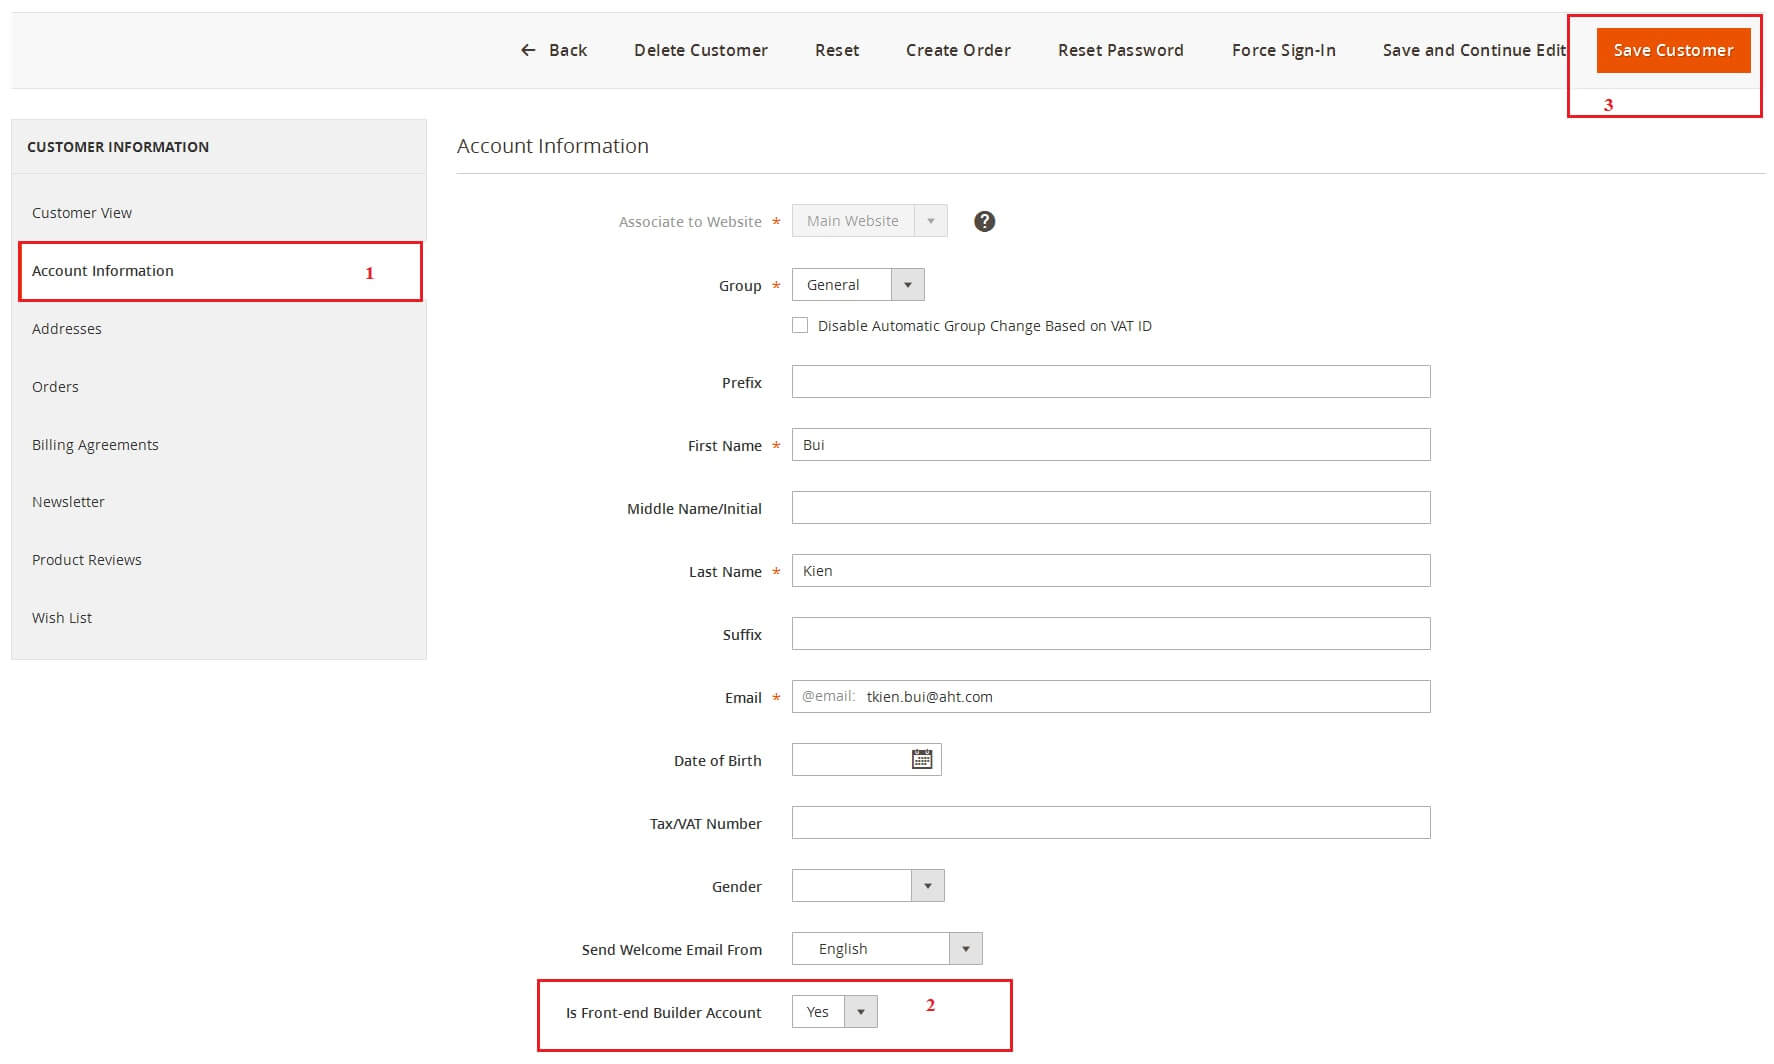 ← Back Delete Customer Reset Create Order Reset Password Force Sign-In Save and Continue Edit Save Customer
3
CUSTOMER INFORMATION
Customer View
Account Information 1
Addresses
Orders
Billing Agreements
Newsletter
Product Reviews
Wish List
Account Information
Associate to Website * Main Website ?
Group * General
Disable Automatic Group Change Based on VAT ID
Prefix
First Name * Bui
Middle Name/Initial
Last Name * Kien
Suffix
Email * @email: tkien.bui@aht.com
Date of Birth
Tax/VAT Number
Gender
Send Welcome Email From English
Is Front-end Builder Account Yes 2